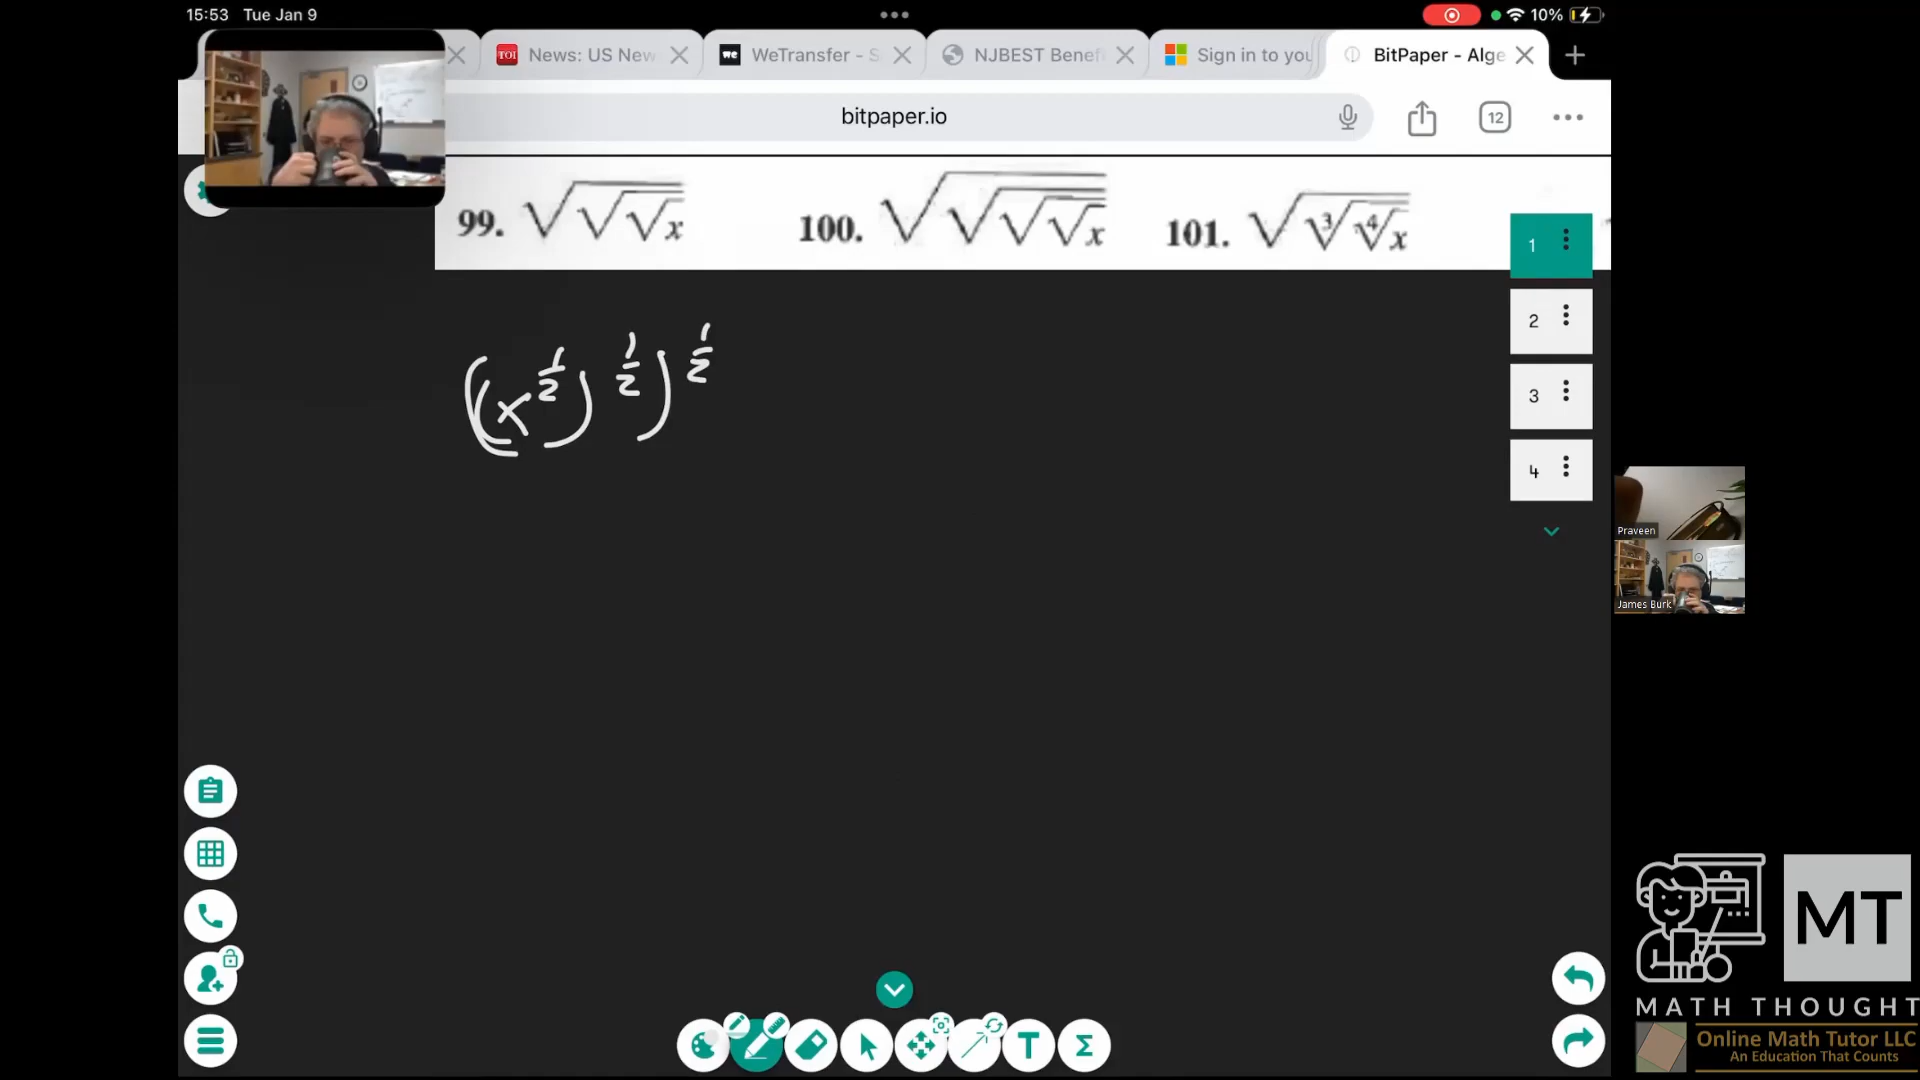 15:53 Tue Jan 9
10%
TOI News: US New
we WeTransfer - S
NJBEST Benef
Sign in to you
BitPaper - Alge
bitpaper.io
12
99. √√√x
100. √√√√x
101. √∛∜x
((x^1/2)^1/2)^1/2
1
2
3
4
Praveen
James Burk
T
Σ
MT
MATH THOUGHT
Online Math Tutor LLC
An Education That Counts